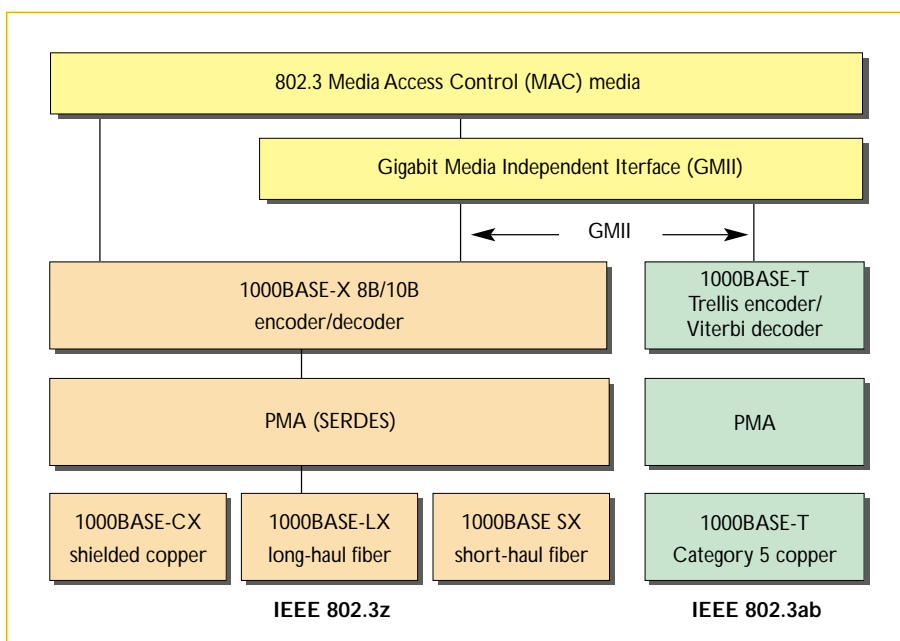 802.3 Media Access Control (MAC) media
Gigabit Media Independent Iterface (GMII)
GMII
1000BASE-X 8B/10B
encoder/decoder
1000BASE-T
Trellis encoder/
Viterbi decoder
PMA (SERDES)
PMA
1000BASE-CX
shielded copper
1000BASE-LX
long-haul fiber
1000BASE SX
short-haul fiber
1000BASE-T
Category 5 copper
IEEE 802.3z
IEEE 802.3ab